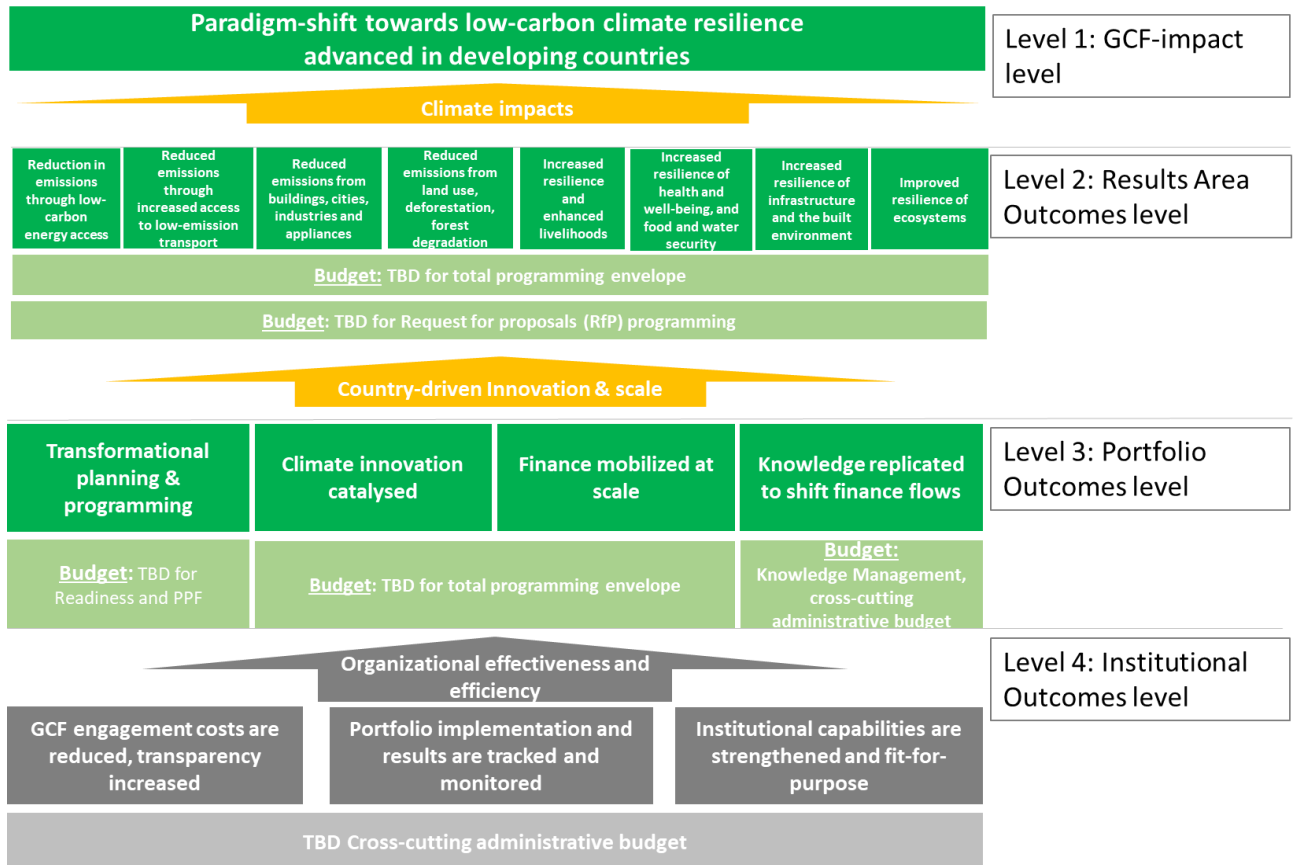 Paradigm-shift towards low-carbon climate resilience
advanced in developing countries
Level 1: GCF-impact
level
Climate impacts
Reduction in
emissions
through low-
carbon
energy access
Reduced
emissions
through
increased access
to low-emission
transport
Reduced
emissions from
buildings, cities,
industries and
appliances
Reduced
emissions from
land use,
deforestation,
forest
degradation
Increased
resilience
and
enhanced
livelihoods
Increased
resilience of
health and
well-being, and
food and water
security
Increased
resilience of
infrastructure
and the built
environment
Improved
resilience of
ecosystems
Level 2: Results Area
Outcomes level
Budget: TBD for total programming envelope
Budget: TBD for Request for proposals (RfP) programming
Country-driven Innovation & scale
Transformational
planning &
programming
Climate innovation
catalysed
Finance mobilized at
scale
Knowledge replicated
to shift finance flows
Level 3: Portfolio
Outcomes level
Budget: TBD for
Readiness and PPF
Budget: TBD for total programming envelope
Budget:
Knowledge Management,
cross-cutting
administrative budget
Organizational effectiveness and
efficiency
Level 4: Institutional
Outcomes level
GCF engagement costs are
reduced, transparency
increased
Portfolio implementation and
results are tracked and
monitored
Institutional capabilities are
strengthened and fit-for-
purpose
TBD Cross-cutting administrative budget